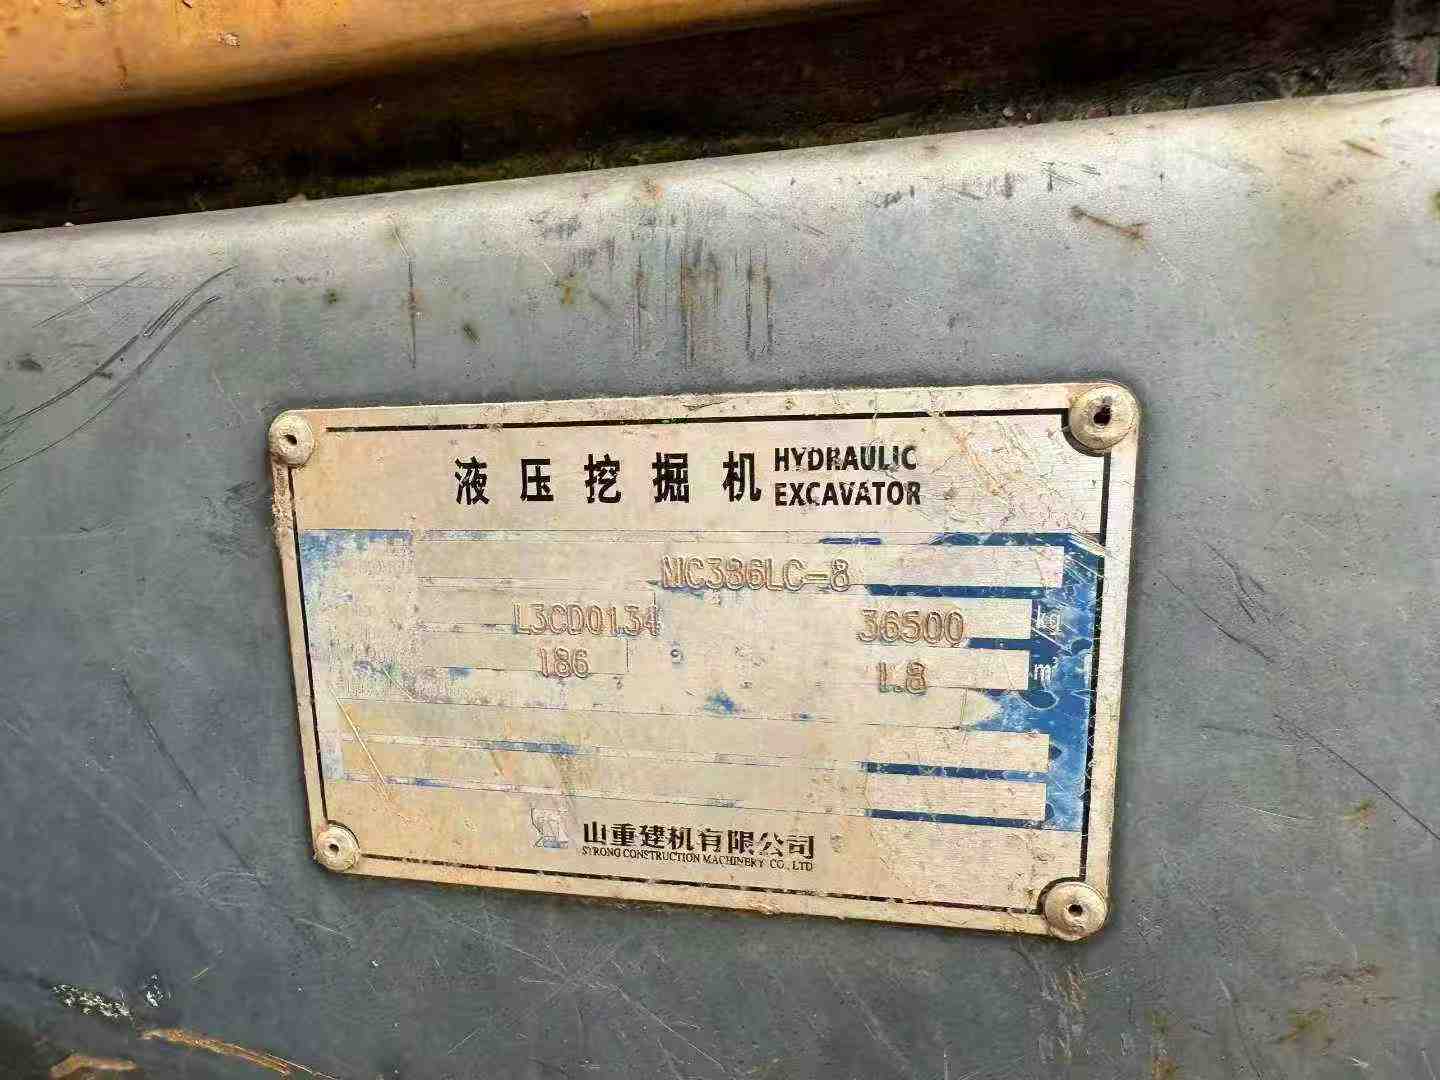 液压挖掘机 HYDRAULIC EXCAVATOR
MC386LC-8
L3CD0134 36500 kg
186 1.8 m³
山重建机有限公司
STRONG CONSTRUCTION MACHINERY CO., LTD